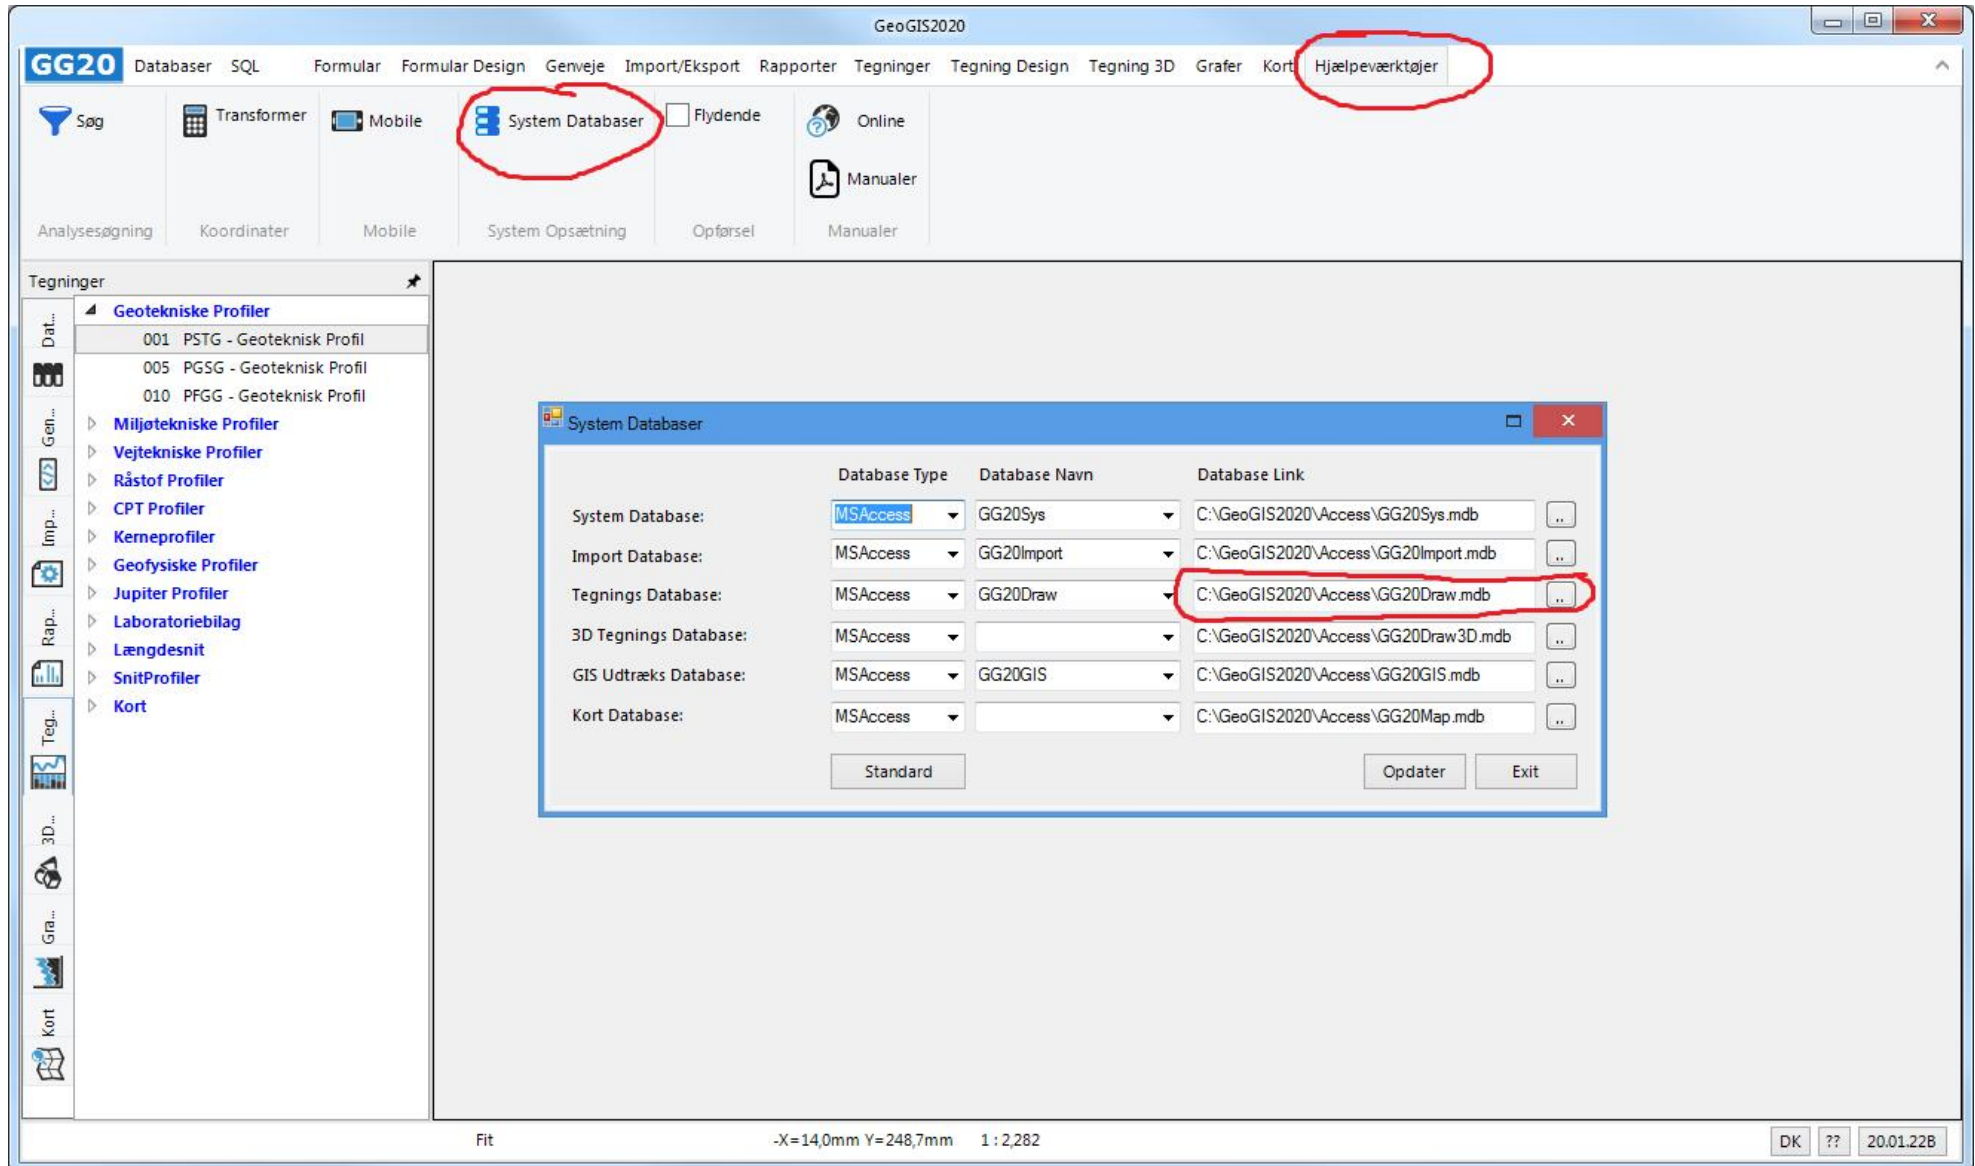 GeoGIS2020
GG20 Databaser SQL Formular Formular Design Genveje Import/Eksport Rapporter Tegninger Tegning Design Tegning 3D Grafer Kort Hjælpeværktøjer
Søg Transformer Mobile System Databaser Flydende Online
Manualer
Analysesøgning Koordinater Mobile System Opsætning Opførsel Manualer
Tegninger
Dat...
Gen...
Imp...
Rap...
Teg...
3D...
Gra...
Kort
Geotekniske Profiler
001 PSTG - Geoteknisk Profil
005 PGSG - Geoteknisk Profil
010 PFGG - Geoteknisk Profil
Miljøtekniske Profiler
Vejtekniske Profiler
Råstof Profiler
CPT Profiler
Kerneprofiler
Geofysiske Profiler
Jupiter Profiler
Laboratoriebilag
Længdesnit
SnitProfiler
Kort
System Databaser
Database Type Database Navn Database Link
System Database: MSAccess GG20Sys C:\GeoGIS2020\Access\GG20Sys.mdb ..
Import Database: MSAccess GG20Import C:\GeoGIS2020\Access\GG20Import.mdb ..
Tegnings Database: MSAccess GG20Draw C:\GeoGIS2020\Access\GG20Draw.mdb ..
3D Tegnings Database: MSAccess C:\GeoGIS2020\Access\GG20Draw3D.mdb ..
GIS Udtræks Database: MSAccess GG20GIS C:\GeoGIS2020\Access\GG20GIS.mdb ..
Kort Database: MSAccess C:\GeoGIS2020\Access\GG20Map.mdb ..
Standard Opdater Exit
Fit -X=14,0mm Y=248,7mm 1 : 2,282 DK ?? 20.01.22B